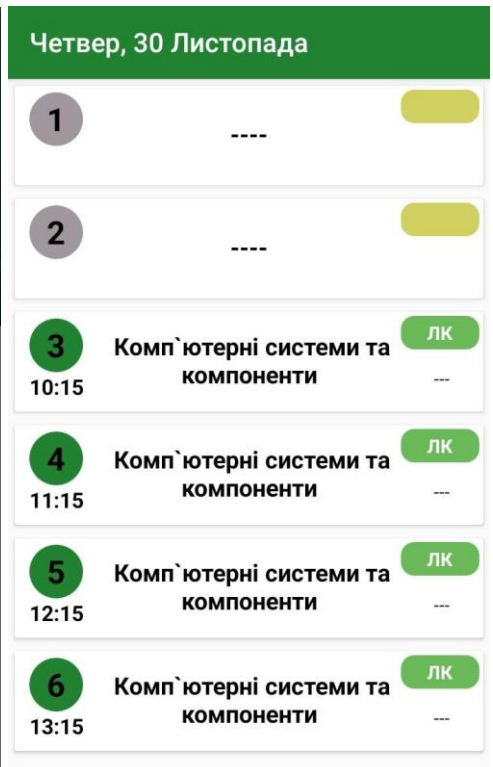 Четвер, 30 Листопада
1
----
2
----
3
ЛК
Комп`ютерні системи та
компоненти
10:15
---
4
ЛК
Комп`ютерні системи та
компоненти
11:15
---
5
ЛК
Комп`ютерні системи та
компоненти
12:15
---
6
ЛК
Комп`ютерні системи та
компоненти
13:15
---